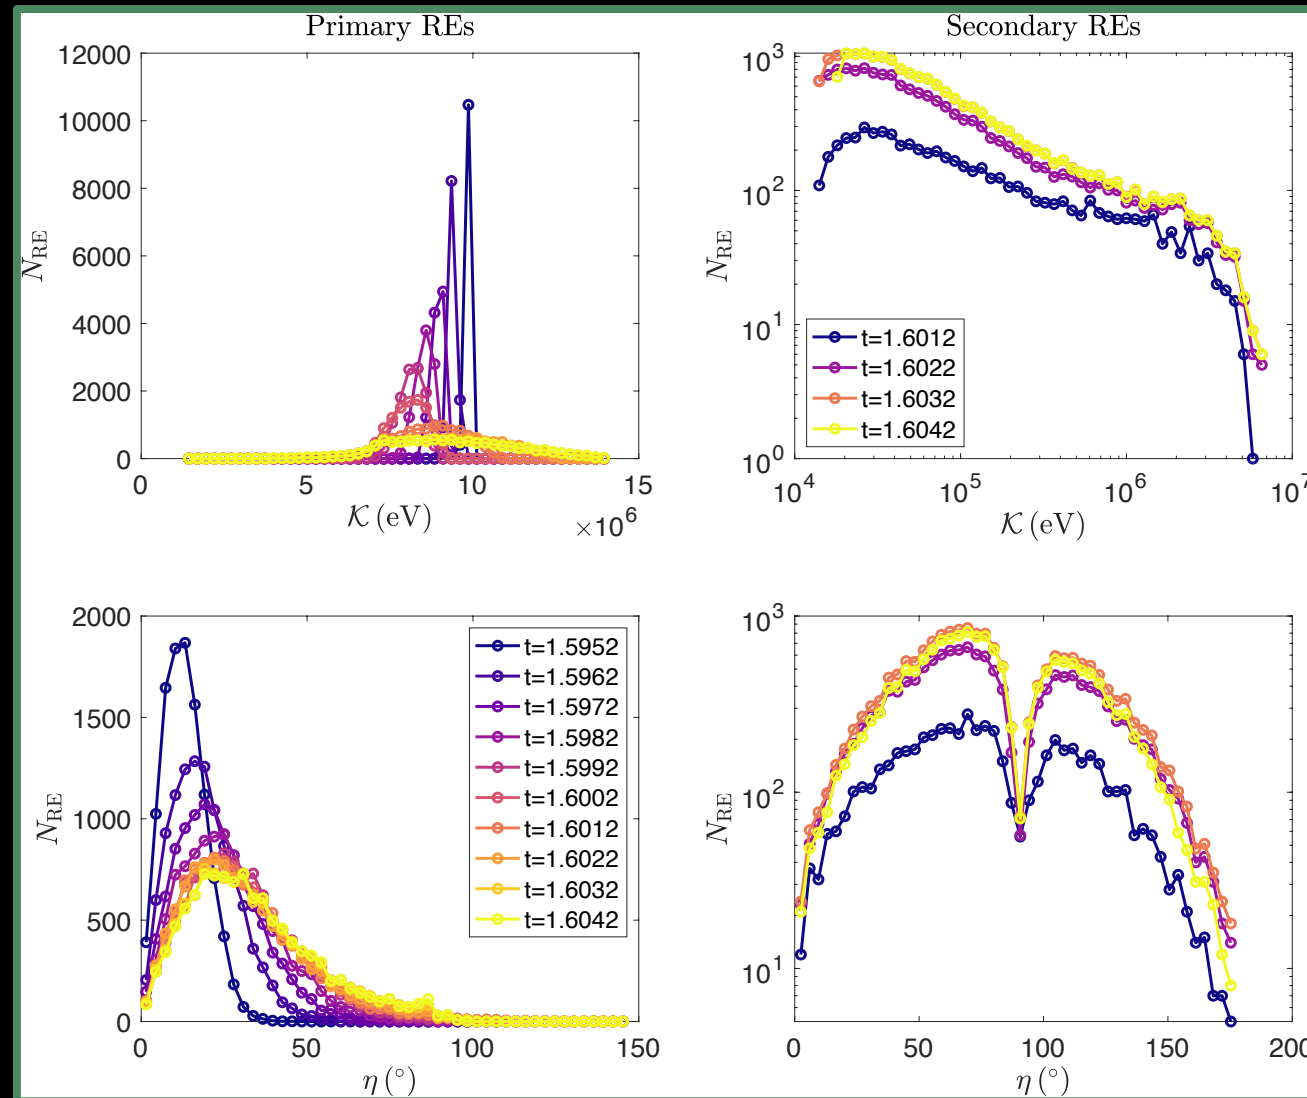 Primary REs
12000
10000
8000
6000
4000
2000
0
N_RE
0 5 10 15
𝒦 (eV)
×10^6
Secondary REs
10^3
10^2
10^1
10^0
N_RE
t=1.6012
t=1.6022
t=1.6032
t=1.6042
10^4 10^5 10^6 10^7
𝒦 (eV)
2000
1500
1000
500
0
N_RE
t=1.5952
t=1.5962
t=1.5972
t=1.5982
t=1.5992
t=1.6002
t=1.6012
t=1.6022
t=1.6032
t=1.6042
0 50 100 150
η (°)
10^3
10^2
10^1
N_RE
0 50 100 150 200
η (°)